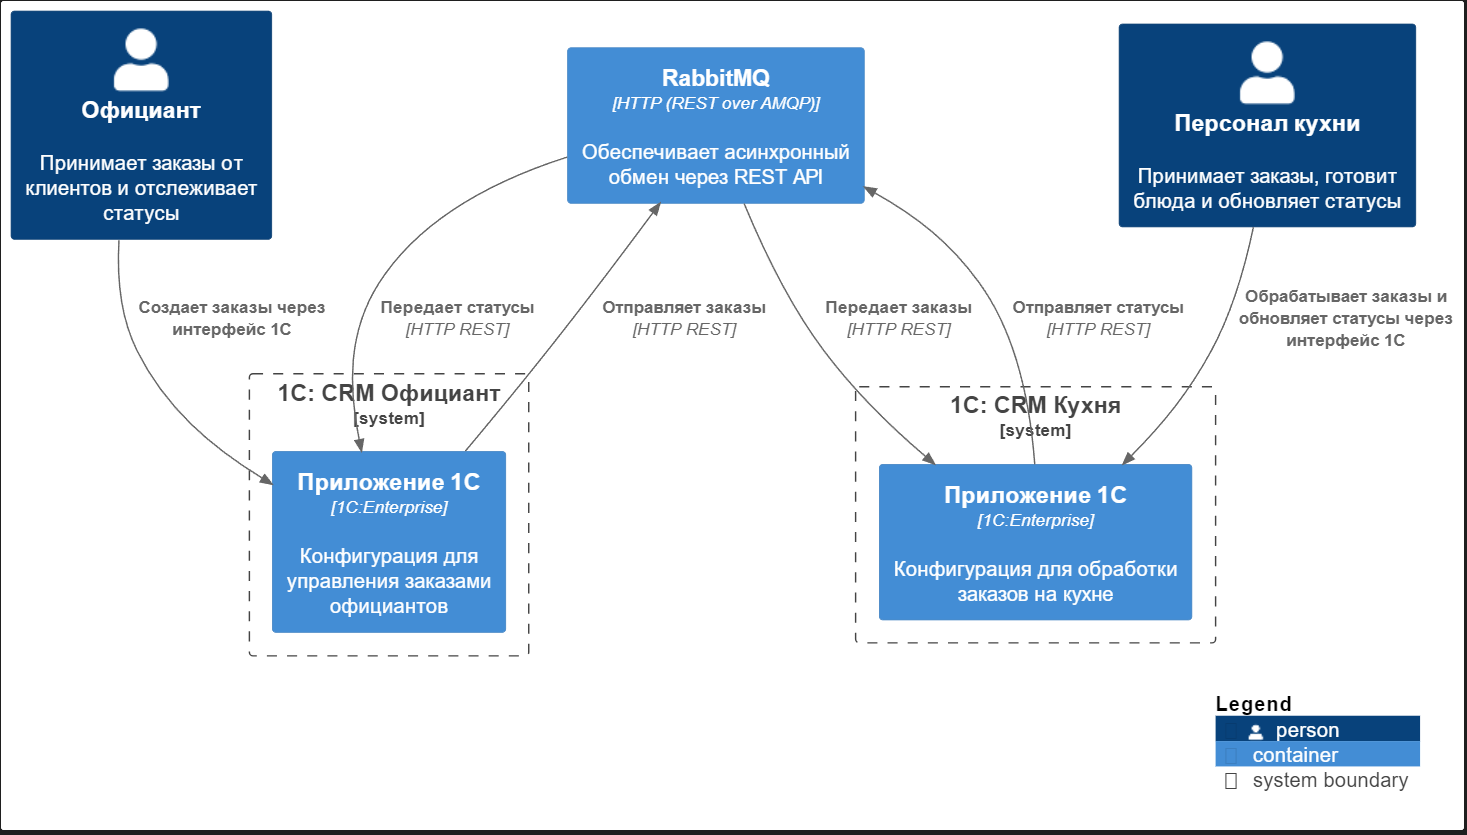 Официант
Принимает заказы от
клиентов и отслеживает
статусы
RabbitMQ
[HTTP (REST over AMQP)]
Обеспечивает асинхронный
обмен через REST API
Персонал кухни
Принимает заказы, готовит
блюда и обновляет статусы
Создает заказы через
интерфейс 1С
Передает статусы
[HTTP REST]
Отправляет заказы
[HTTP REST]
Передает заказы
[HTTP REST]
Отправляет статусы
[HTTP REST]
Обрабатывает заказы и
обновляет статусы через
интерфейс 1С
1С: CRM Официант
[system]
Приложение 1С
[1C:Enterprise]
Конфигурация для
управления заказами
официантов
1С: CRM Кухня
[system]
Приложение 1С
[1C:Enterprise]
Конфигурация для обработки
заказов на кухне
Legend
person
container
system boundary